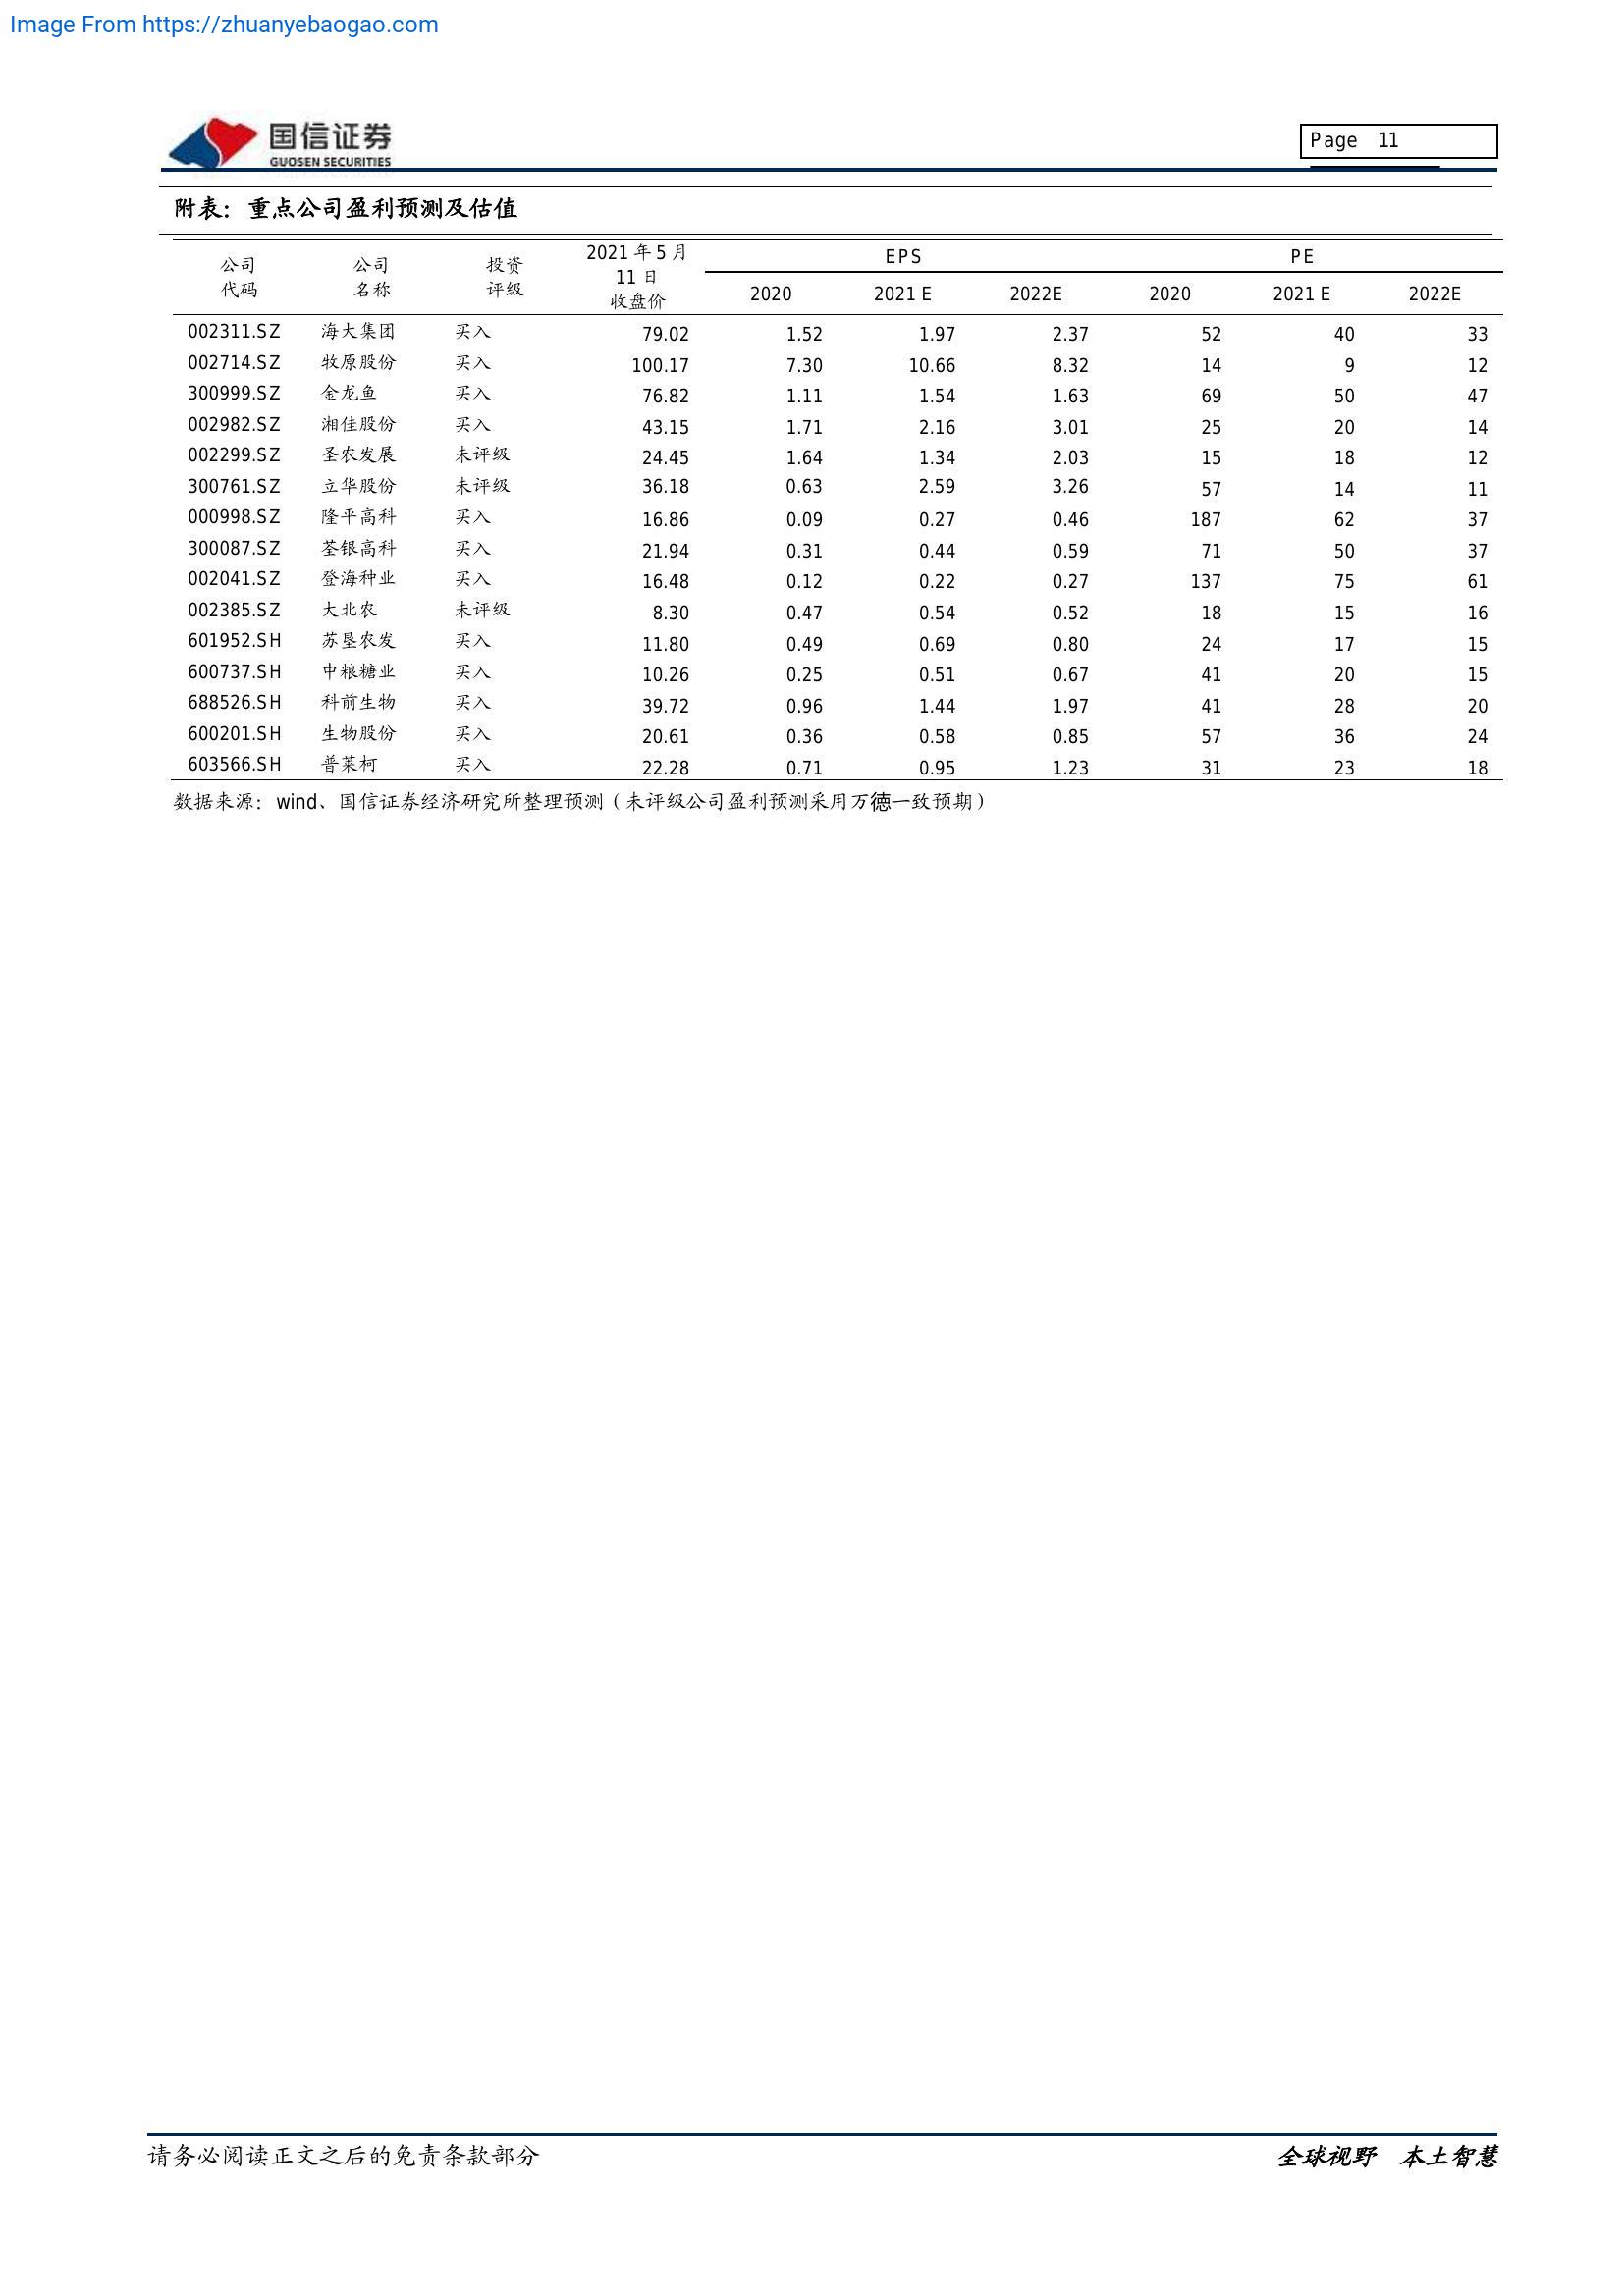 Image From https://zhuanyebaogao.com
国信证券
GUOSEN SECURITIES
Page 11
附表：重点公司盈利预测及估值
公司代码 公司名称 投资评级 2021 年 5 月 11 日收盘价 EPS PE
2020 2021E 2022E 2020 2021E 2022E
002311.SZ 海大集团 买入 79.02 1.52 1.97 2.37 52 40 33
002714.SZ 牧原股份 买入 100.17 7.30 10.66 8.32 14 9 12
300999.SZ 金龙鱼 买入 76.82 1.11 1.54 1.63 69 50 47
002982.SZ 湘佳股份 买入 43.15 1.71 2.16 3.01 25 20 14
002299.SZ 圣农发展 未评级 24.45 1.64 1.34 2.03 15 18 12
300761.SZ 立华股份 未评级 36.18 0.63 2.59 3.26 57 14 11
000998.SZ 隆平高科 买入 16.86 0.09 0.27 0.46 187 62 37
300087.SZ 荃银高科 买入 21.94 0.31 0.44 0.59 71 50 37
002041.SZ 登海种业 买入 16.48 0.12 0.22 0.27 137 75 61
002385.SZ 大北农 未评级 8.30 0.47 0.54 0.52 18 15 16
601952.SH 苏垦农发 买入 11.80 0.49 0.69 0.80 24 17 15
600737.SH 中粮糖业 买入 10.26 0.25 0.51 0.67 41 20 15
688526.SH 科前生物 买入 39.72 0.96 1.44 1.97 41 28 20
600201.SH 生物股份 买入 20.61 0.36 0.58 0.85 57 36 24
603566.SH 普莱柯 买入 22.28 0.71 0.95 1.23 31 23 18
数据来源：wind、国信证券经济研究所整理预测（未评级公司盈利预测采用万徳一致预期）
请务必阅读正文之后的免责条款部分
全球视野 本土智慧